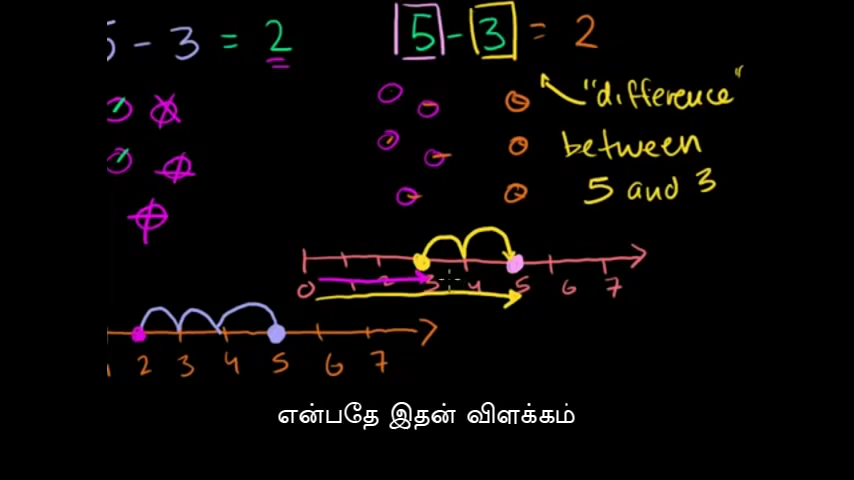 5 - 3 = 2
5 - 3 = 2
"difference"
between
5 and 3
0 1 2 3 4 5 6 7
1 2 3 4 5 6 7
என்பதே இதன் விளக்கம்